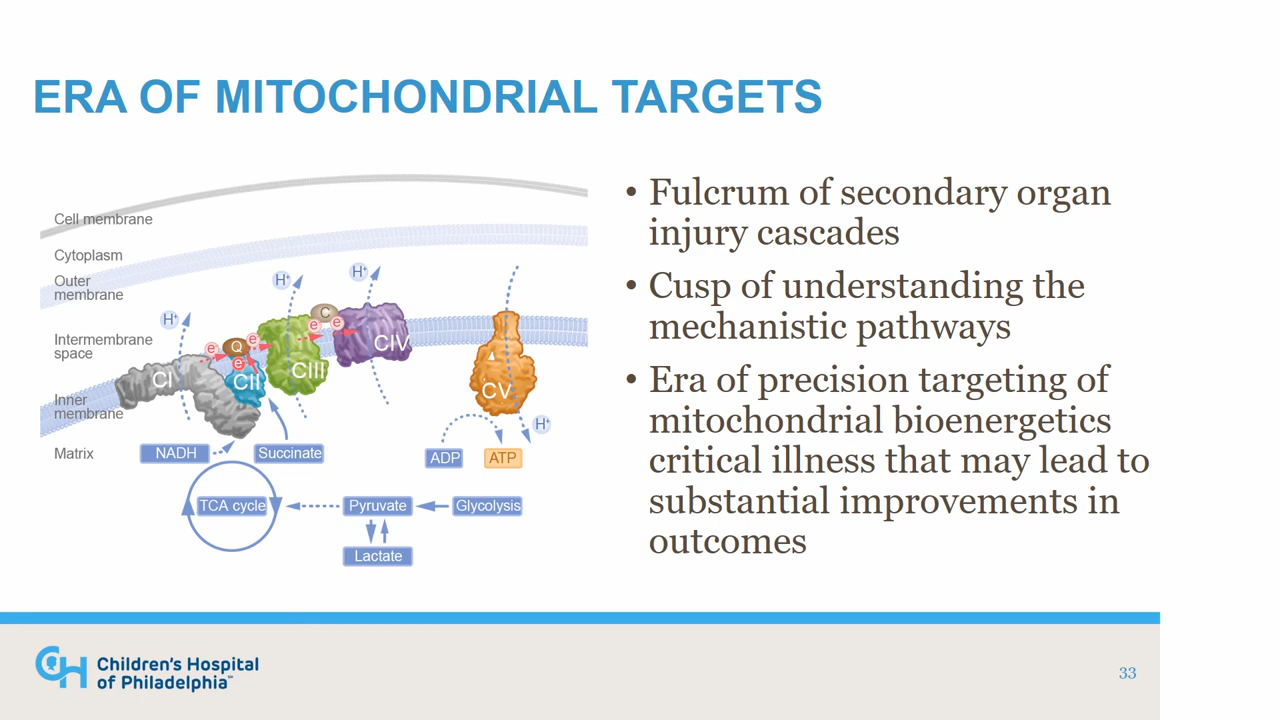 ERA OF MITOCHONDRIAL TARGETS
Cell membrane
Cytoplasm
Outer
membrane
Intermembrane
space
Inner
membrane
Matrix
H+
H+
H+
H+
e-
e-
e-
e-
e-
Q
C
CI
CII
CIII
CIV
CV
NADH
Succinate
ADP
ATP
TCA cycle
Pyruvate
Glycolysis
Lactate
• Fulcrum of secondary organ
injury cascades
• Cusp of understanding the
mechanistic pathways
• Era of precision targeting of
mitochondrial bioenergetics
critical illness that may lead to
substantial improvements in
outcomes
CH
Children's Hospital
of Philadelphia
33